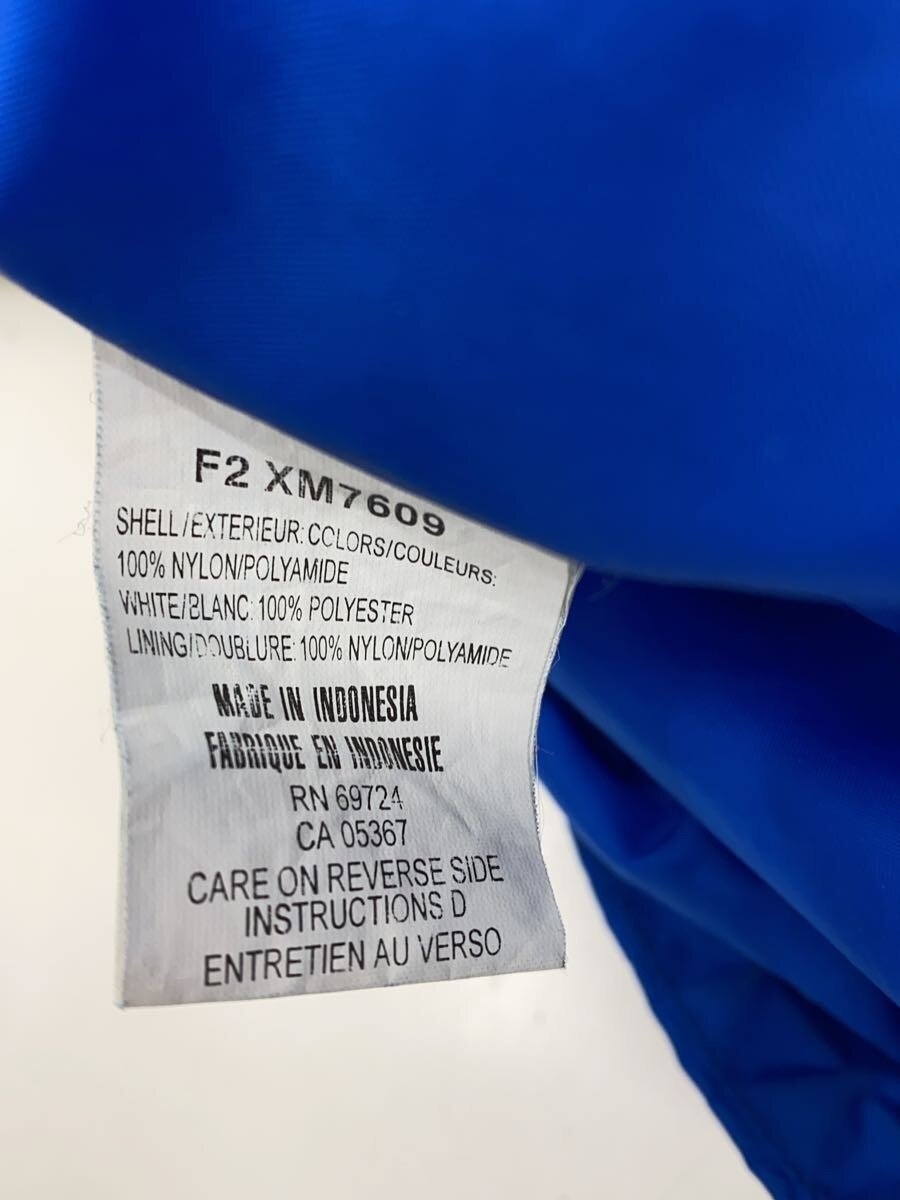 F2 XM7609
SHELL/EXTERIEUR: COLORS/COULEURS:
100% NYLON/POLYAMIDE
WHITE/BLANC: 100% POLYESTER
LINING/DOUBLURE: 100% NYLON/POLYAMIDE
MADE IN INDONESIA
FABRIQUE EN INDONESIE
RN 69724
CA 05367
CARE ON REVERSE SIDE
INSTRUCTIONS D
ENTRETIEN AU VERSO